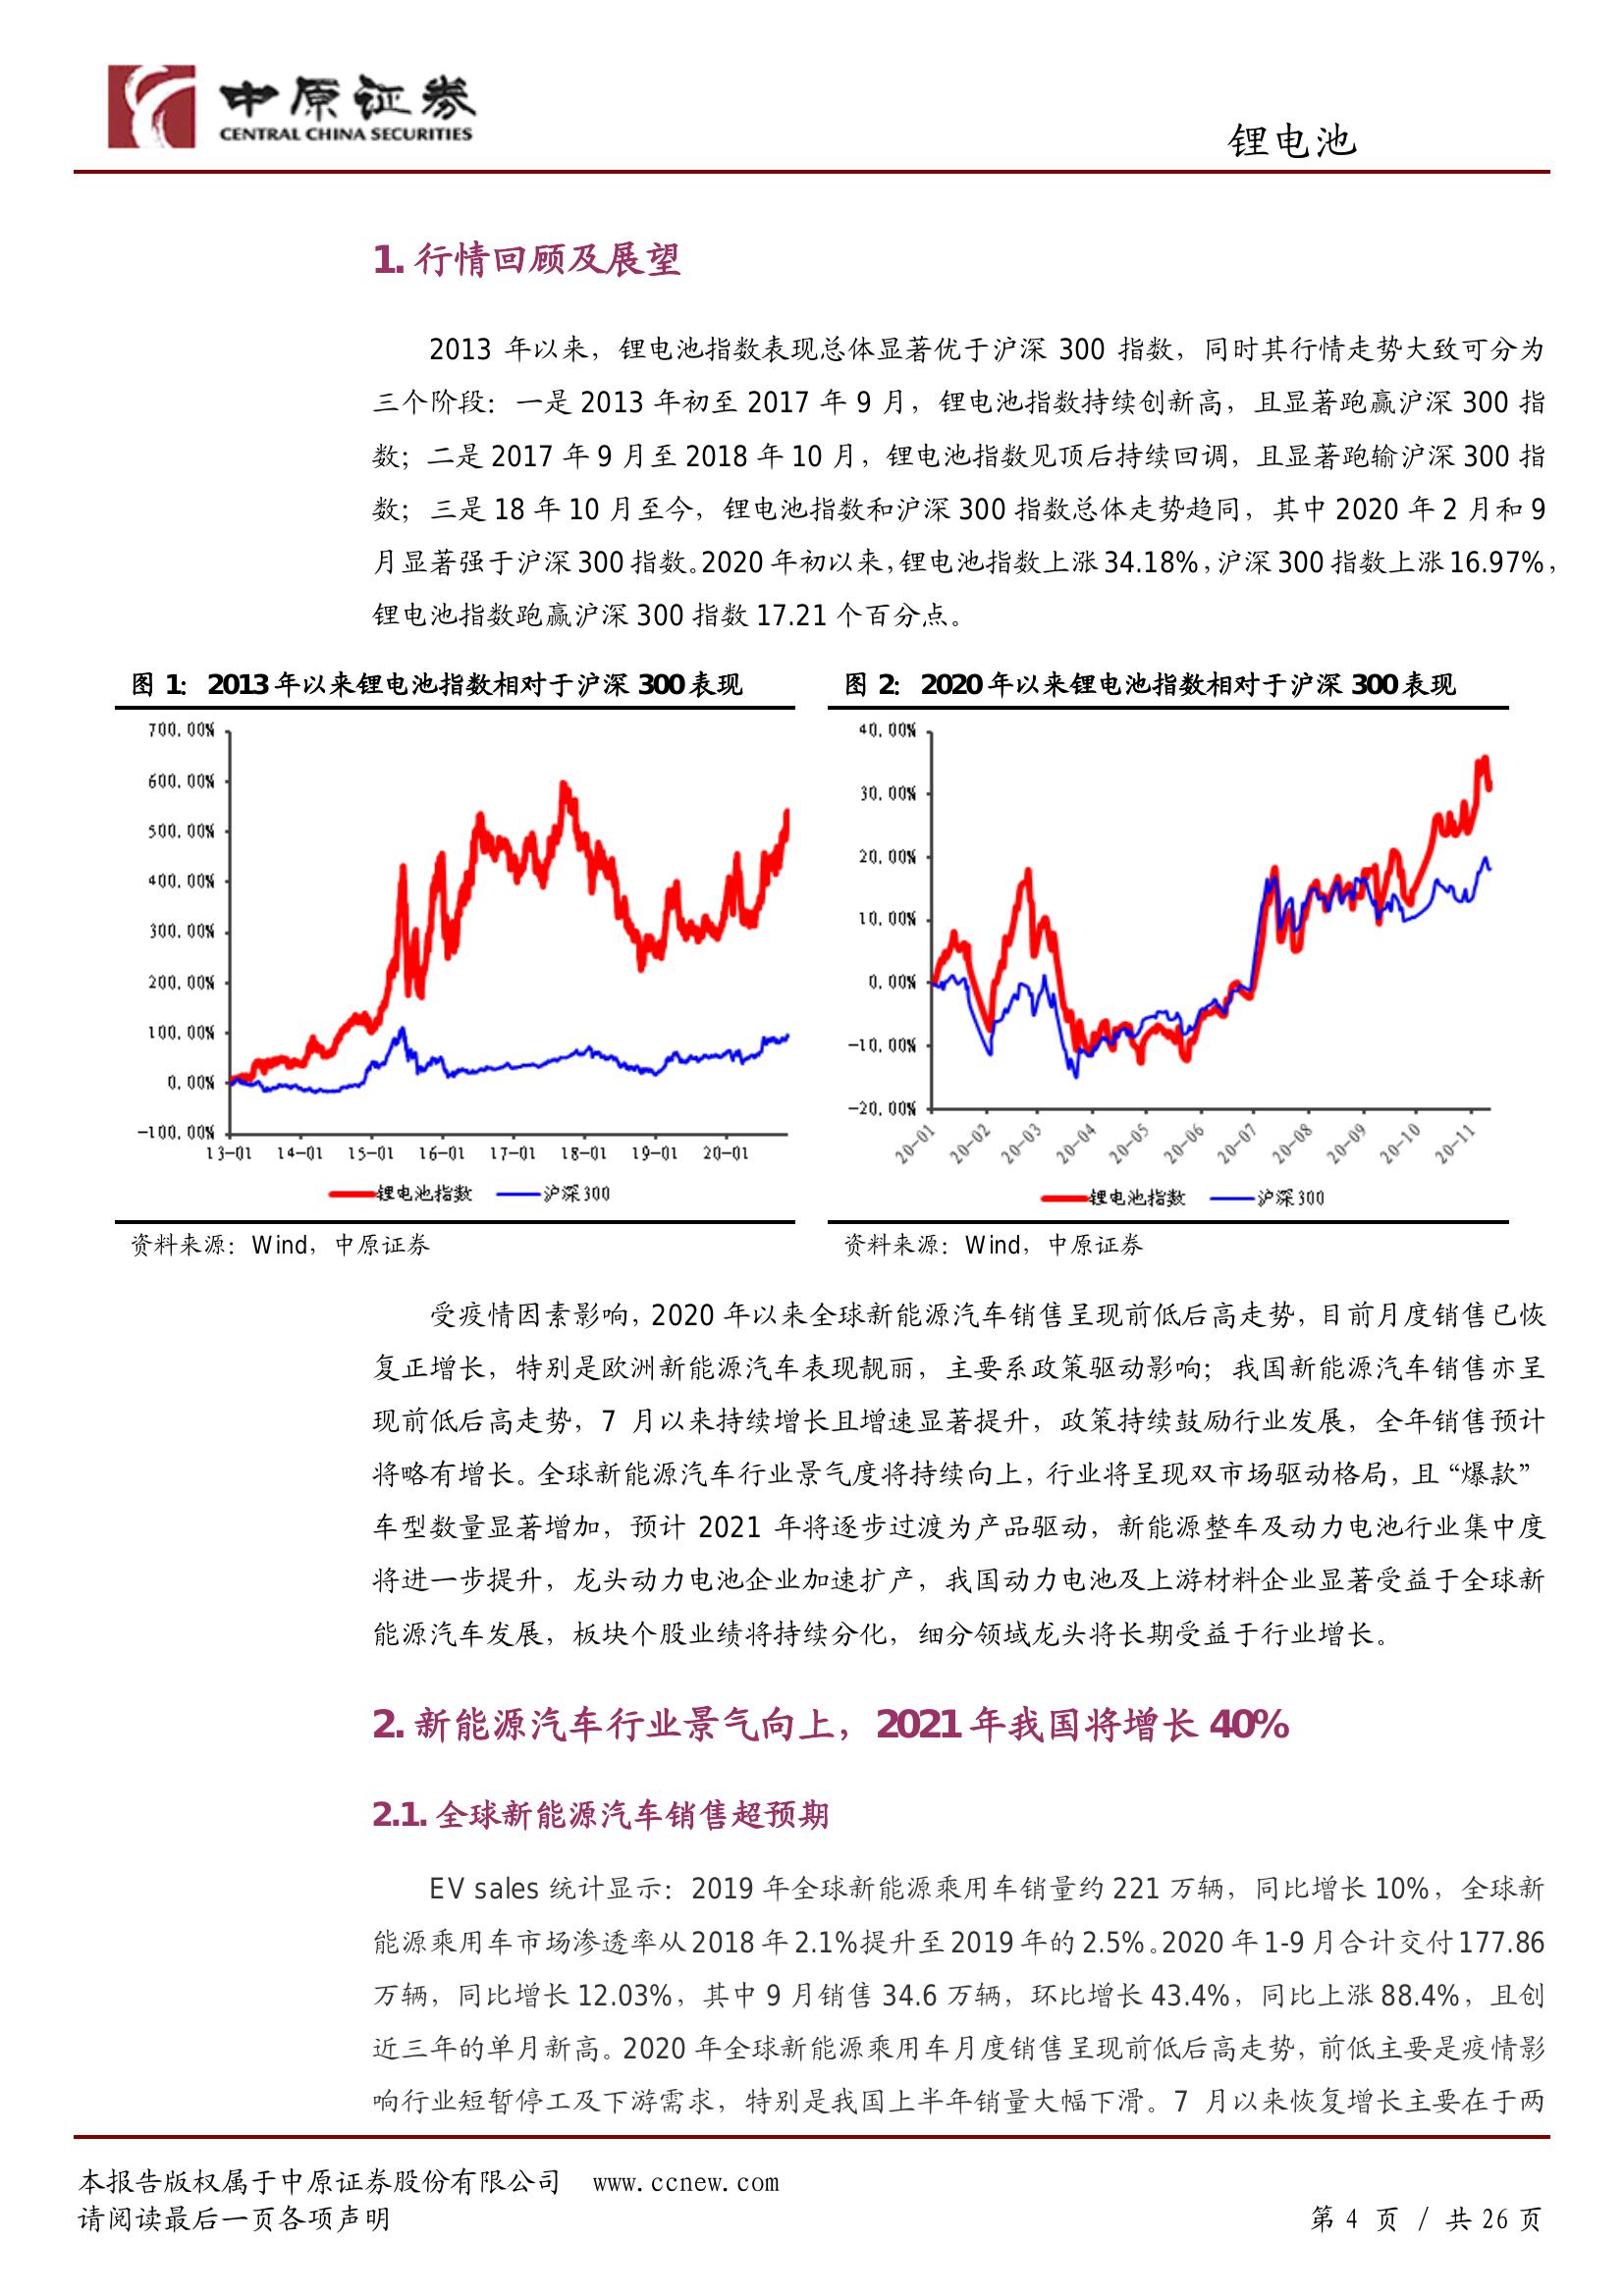 中原证券
CENTRAL CHINA SECURITIES
锂电池
1. 行情回顾及展望
2013 年以来，锂电池指数表现总体显著优于沪深 300 指数，同时其行情走势大致可分为
三个阶段：一是 2013 年初至 2017 年 9 月，锂电池指数持续创新高，且显著跑赢沪深 300 指
数；二是 2017 年 9 月至 2018 年 10 月，锂电池指数见顶后持续回调，且显著跑输沪深 300 指
数；三是 18 年 10 月至今，锂电池指数和沪深 300 指数总体走势趋同，其中 2020 年 2 月和 9
月显著强于沪深 300 指数。2020 年初以来，锂电池指数上涨 34.18%，沪深 300 指数上涨 16.97%，
锂电池指数跑赢沪深 300 指数 17.21 个百分点。
图 1： 2013 年以来锂电池指数相对于沪深 300 表现
700.00%
600.00%
500.00%
400.00%
300.00%
200.00%
100.00%
0.00%
-100.00%
13-01 14-01 15-01 16-01 17-01 18-01 19-01 20-01
锂电池指数 沪深300
资料来源：Wind，中原证券
图 2： 2020 年以来锂电池指数相对于沪深 300 表现
40.00%
30.00%
20.00%
10.00%
0.00%
-10.00%
-20.00%
20-01 20-02 20-03 20-04 20-05 20-06 20-07 20-08 20-09 20-10 20-11
锂电池指数 沪深300
资料来源：Wind，中原证券
受疫情因素影响，2020 年以来全球新能源汽车销售呈现前低后高走势，目前月度销售已恢
复正增长，特别是欧洲新能源汽车表现靓丽，主要系政策驱动影响；我国新能源汽车销售亦呈
现前低后高走势，7 月以来持续增长且增速显著提升，政策持续鼓励行业发展，全年销售预计
将略有增长。全球新能源汽车行业景气度将持续向上，行业将呈现双市场驱动格局，且“爆款”
车型数量显著增加，预计 2021 年将逐步过渡为产品驱动，新能源整车及动力电池行业集中度
将进一步提升，龙头动力电池企业加速扩产，我国动力电池及上游材料企业显著受益于全球新
能源汽车发展，板块个股业绩将持续分化，细分领域龙头将长期受益于行业增长。
2. 新能源汽车行业景气向上，2021 年我国将增长 40%
2.1. 全球新能源汽车销售超预期
EV sales 统计显示：2019 年全球新能源乘用车销量约 221 万辆，同比增长 10%，全球新
能源乘用车市场渗透率从 2018 年 2.1%提升至 2019 年的 2.5%。2020 年 1-9 月合计交付 177.86
万辆，同比增长 12.03%，其中 9 月销售 34.6 万辆，环比增长 43.4%，同比上涨 88.4%，且创
近三年的单月新高。2020 年全球新能源乘用车月度销售呈现前低后高走势，前低主要是疫情影
响行业短暂停工及下游需求，特别是我国上半年销量大幅下滑。7 月以来恢复增长主要在于两
本报告版权属于中原证券股份有限公司 www.ccnew.com
请阅读最后一页各项声明
第 4 页 / 共 26 页